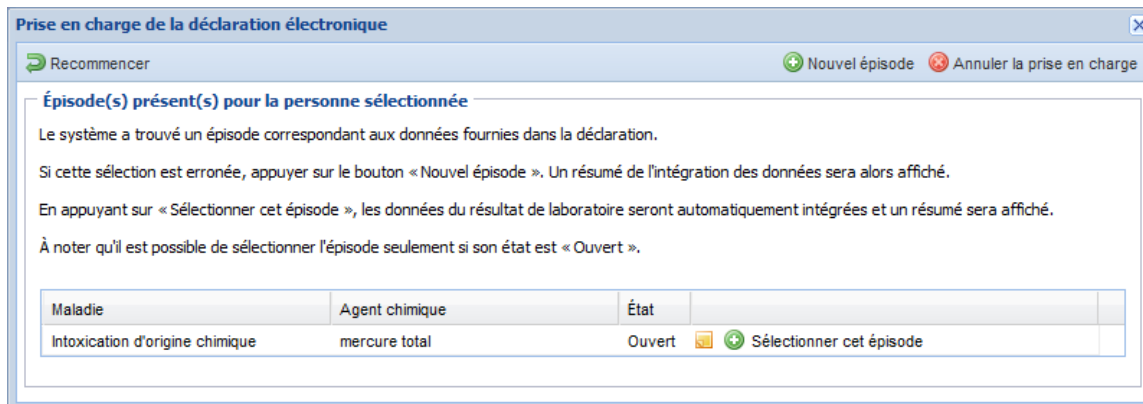 Prise en charge de la déclaration électronique
Recommencer Nouvel épisode Annuler la prise en charge
Épisode(s) présent(s) pour la personne sélectionnée
Le système a trouvé un épisode correspondant aux données fournies dans la déclaration.
Si cette sélection est erronée, appuyer sur le bouton « Nouvel épisode ». Un résumé de l'intégration des données sera alors affiché.
En appuyant sur « Sélectionner cet épisode », les données du résultat de laboratoire seront automatiquement intégrées et un résumé sera affiché.
À noter qu'il est possible de sélectionner l'épisode seulement si son état est « Ouvert ».
Maladie Agent chimique État
Intoxication d'origine chimique mercure total Ouvert Sélectionner cet épisode